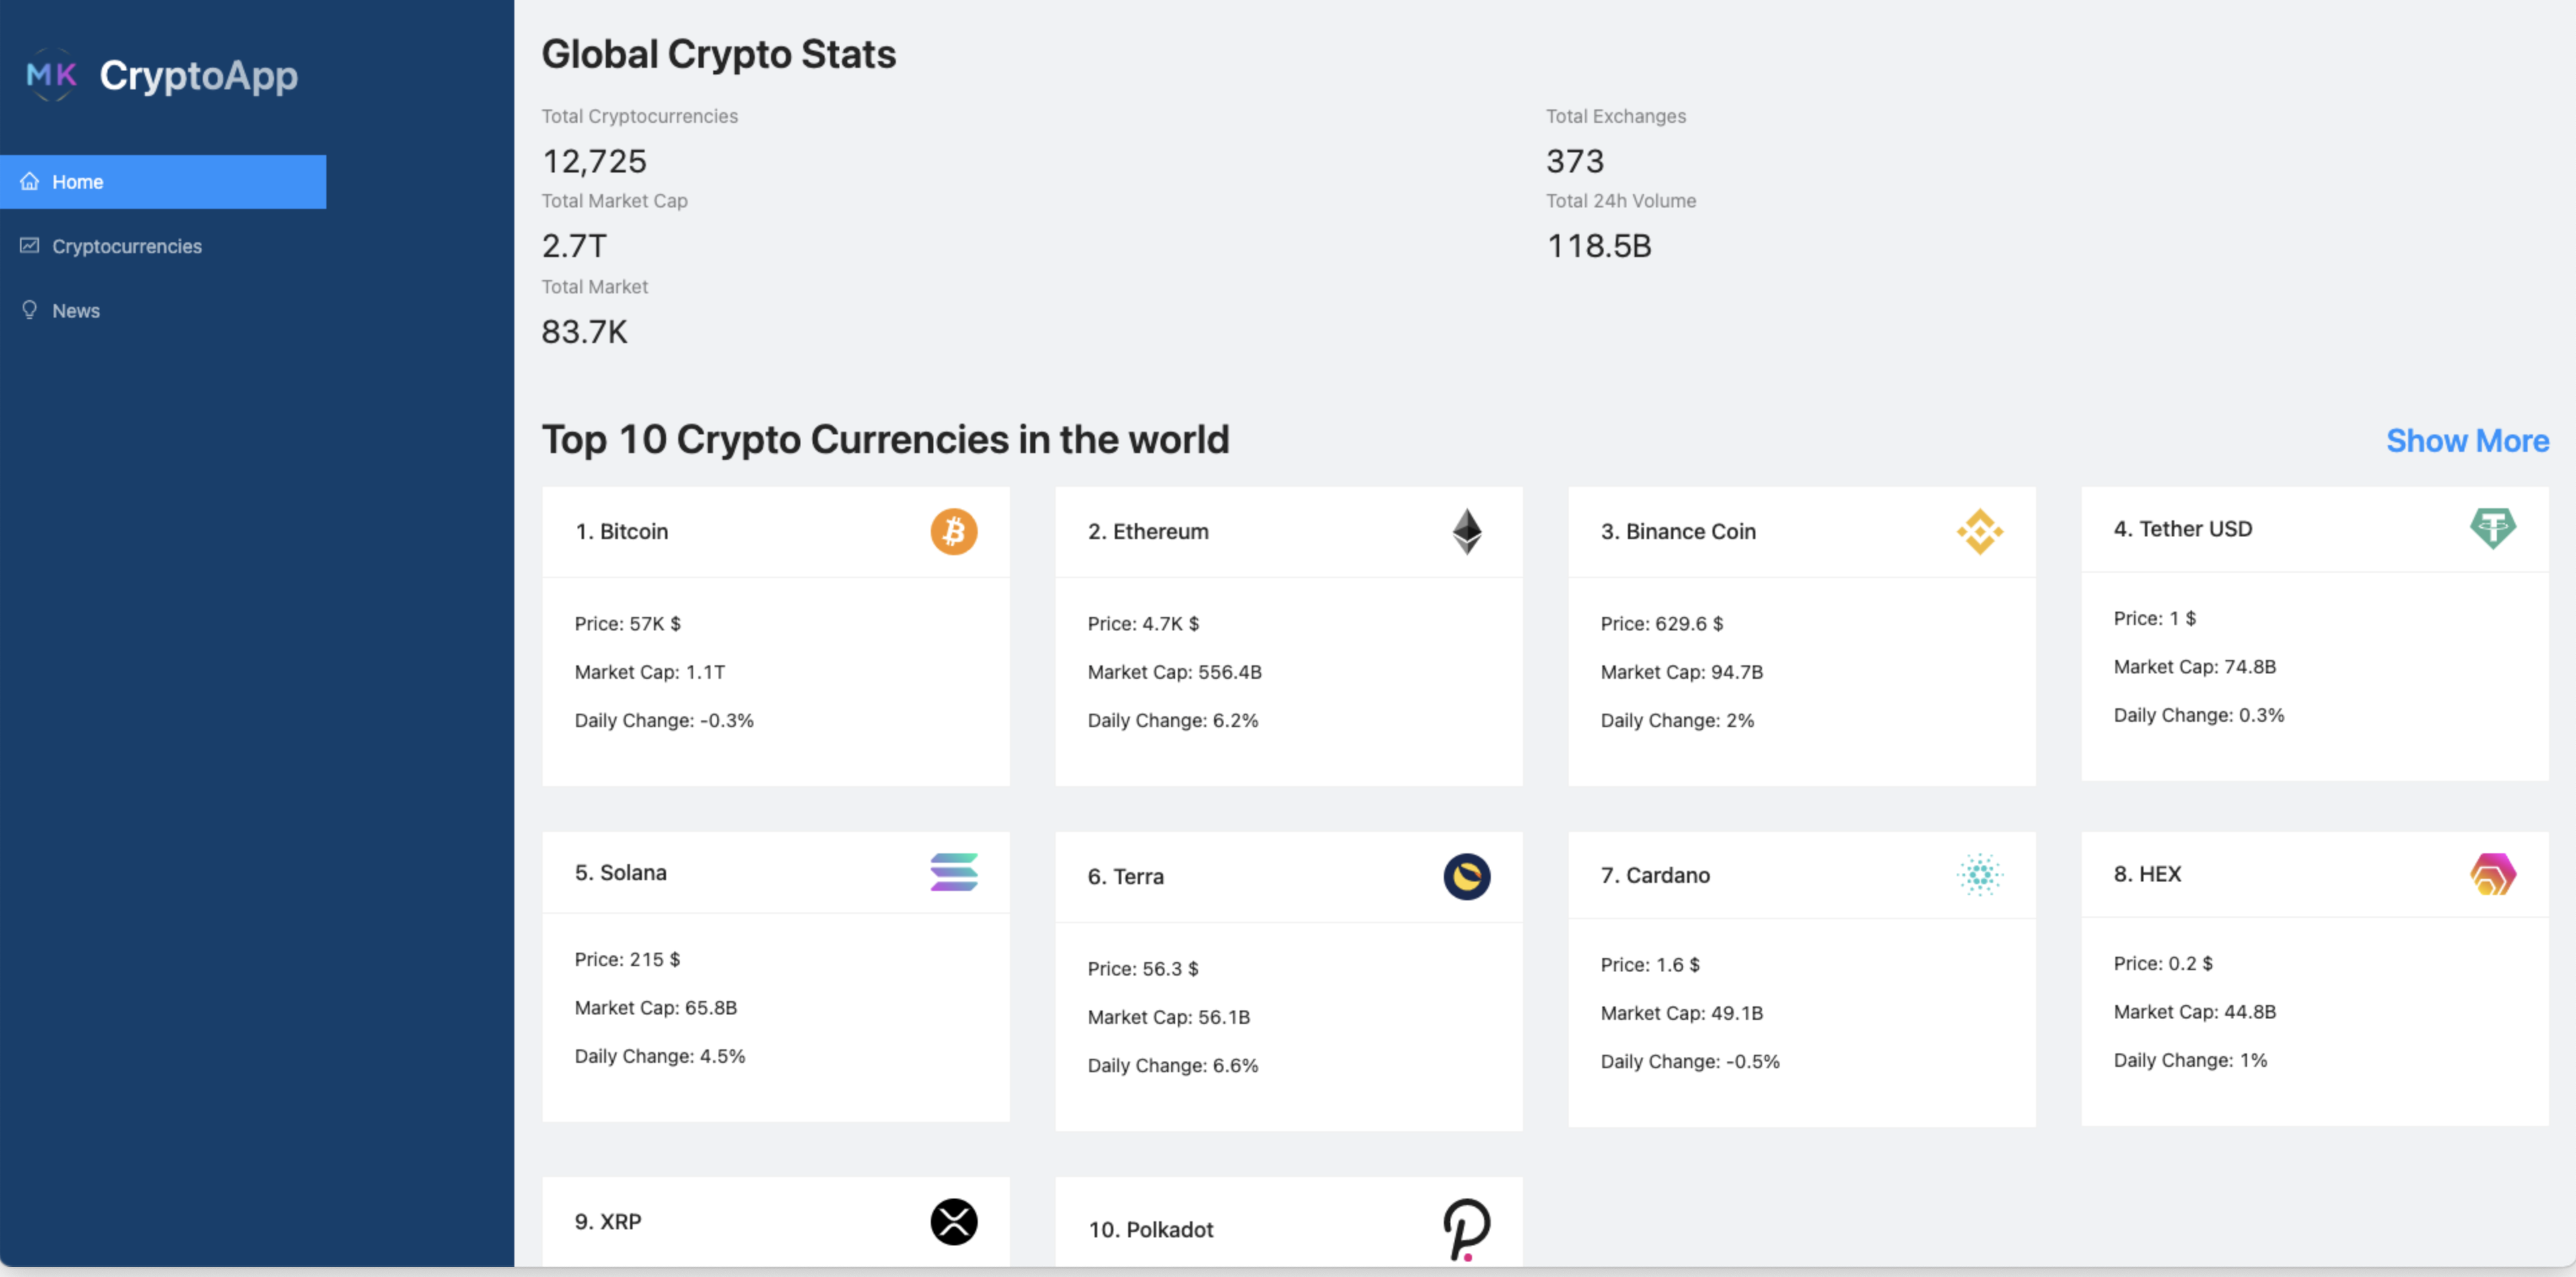 MK CryptoApp
Home
Cryptocurrencies
News
Global Crypto Stats
Total Cryptocurrencies
12,725
Total Exchanges
373
Total Market Cap
2.7T
Total 24h Volume
118.5B
Total Market
83.7K
Top 10 Crypto Currencies in the world
Show More
1. Bitcoin
Price: 57K $
Market Cap: 1.1T
Daily Change: -0.3%
2. Ethereum
Price: 4.7K $
Market Cap: 556.4B
Daily Change: 6.2%
3. Binance Coin
Price: 629.6 $
Market Cap: 94.7B
Daily Change: 2%
4. Tether USD
Price: 1 $
Market Cap: 74.8B
Daily Change: 0.3%
5. Solana
Price: 215 $
Market Cap: 65.8B
Daily Change: 4.5%
6. Terra
Price: 56.3 $
Market Cap: 56.1B
Daily Change: 6.6%
7. Cardano
Price: 1.6 $
Market Cap: 49.1B
Daily Change: -0.5%
8. HEX
Price: 0.2 $
Market Cap: 44.8B
Daily Change: 1%
9. XRP
10. Polkadot